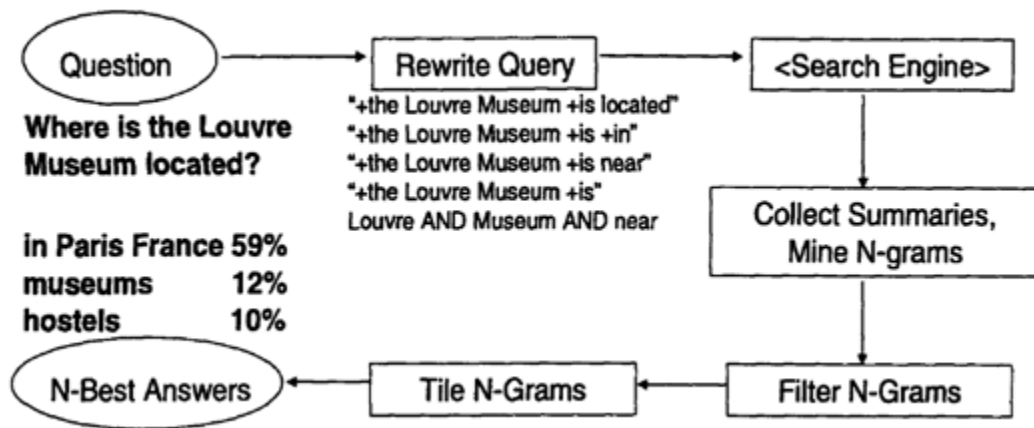 Question
Rewrite Query
<Search Engine>
Where is the Louvre
Museum located?
"+the Louvre Museum +is located"
"+the Louvre Museum +is +in"
"+the Louvre Museum +is near"
"+the Louvre Museum +is"
Louvre AND Museum AND near
Collect Summaries,
Mine N-grams
in Paris France 59%
museums 12%
hostels 10%
N-Best Answers
Tile N-Grams
Filter N-Grams